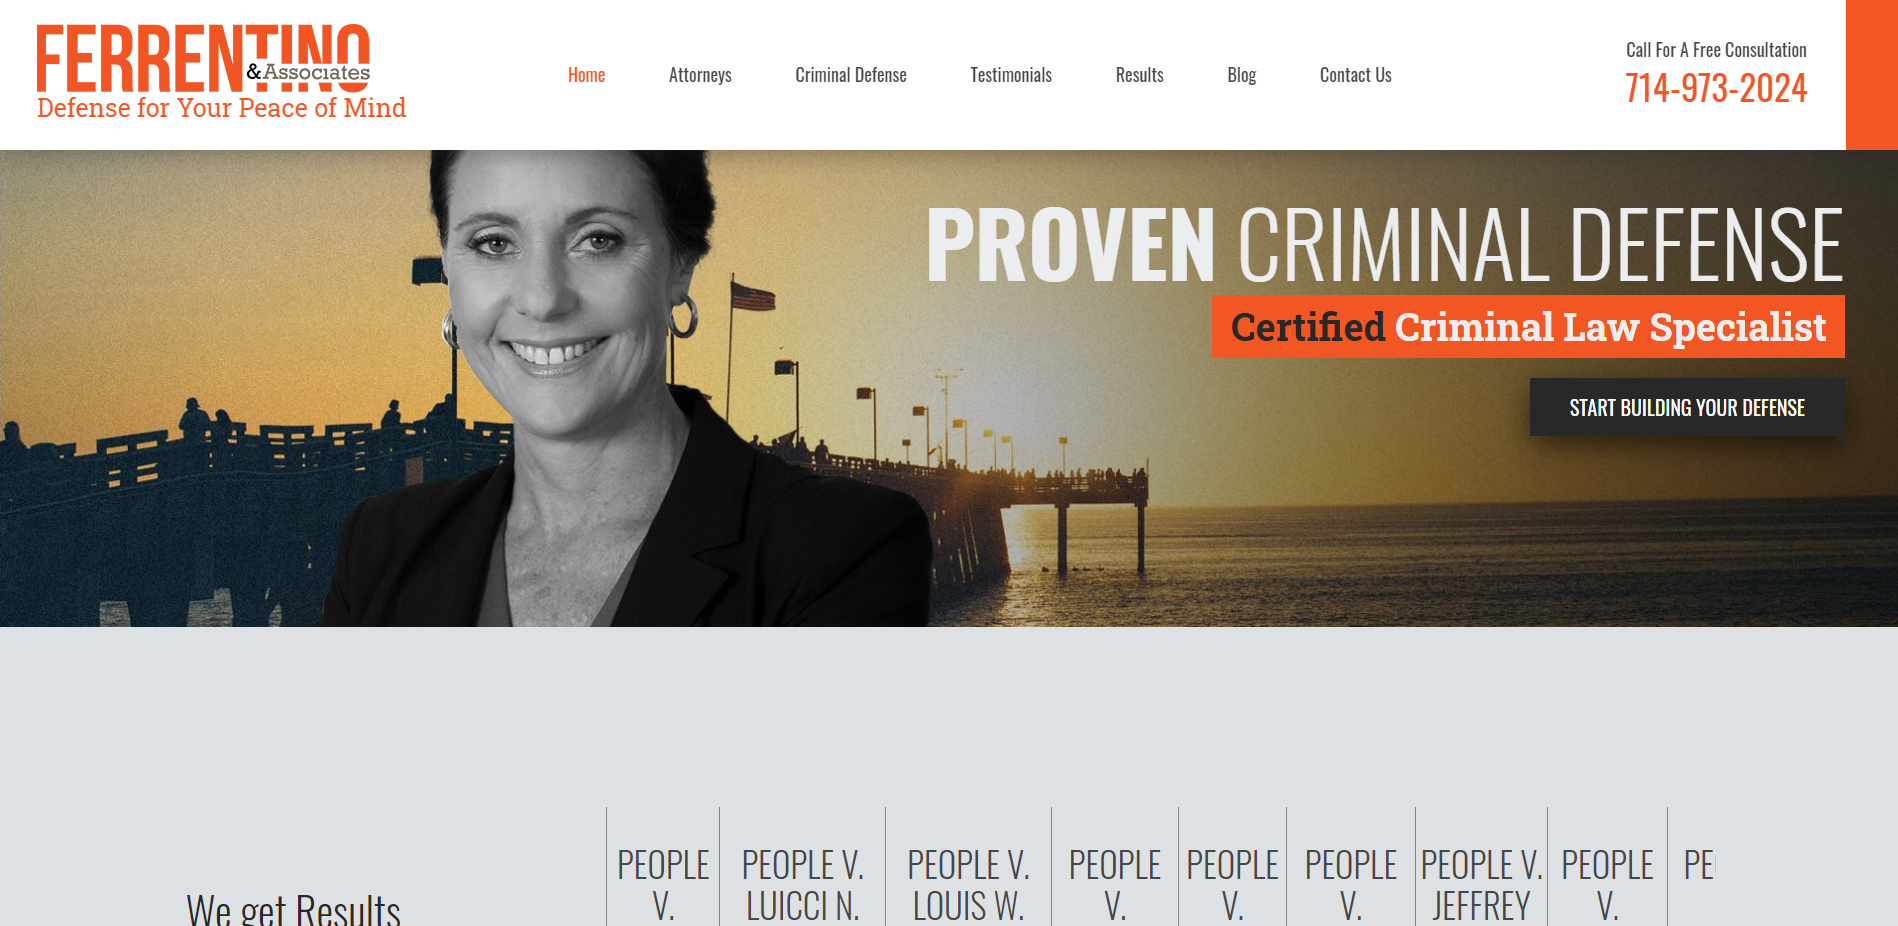 FERRENTINO
&Associates
Defense for Your Peace of Mind
Home
Attorneys
Criminal Defense
Testimonials
Results
Blog
Contact Us
Call For A Free Consultation
714-973-2024
PROVEN CRIMINAL DEFENSE
Certified Criminal Law Specialist
START BUILDING YOUR DEFENSE
We get Results
PEOPLE
V.
PEOPLE V.
LUICCI N.
PEOPLE V.
LOUIS W.
PEOPLE
V.
PEOPLE
V.
PEOPLE
V.
PEOPLE V.
JEFFREY
PEOPLE
V.